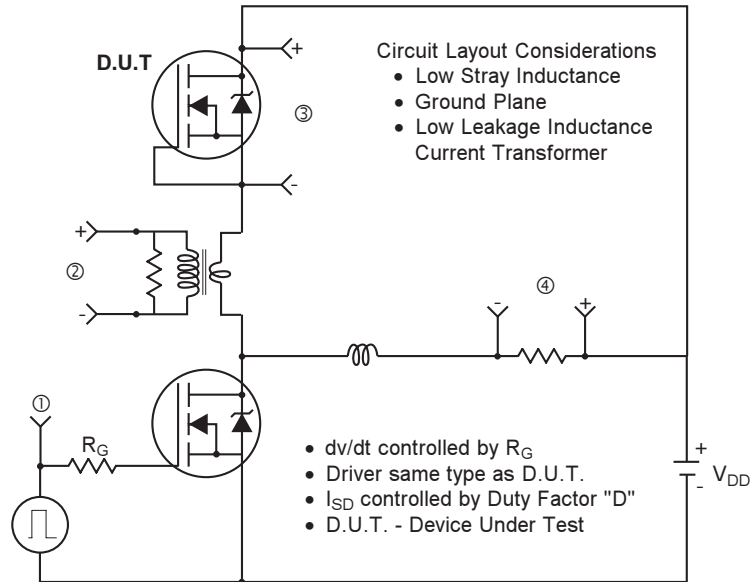 D.U.T
+
Circuit Layout Considerations
• Low Stray Inductance
• Ground Plane
• Low Leakage Inductance
Current Transformer
③
-
+
②
-
④
-
+
①
R_G
• dv/dt controlled by R_G
• Driver same type as D.U.T.
• I_SD controlled by Duty Factor "D"
• D.U.T. - Device Under Test
+
-
V_DD